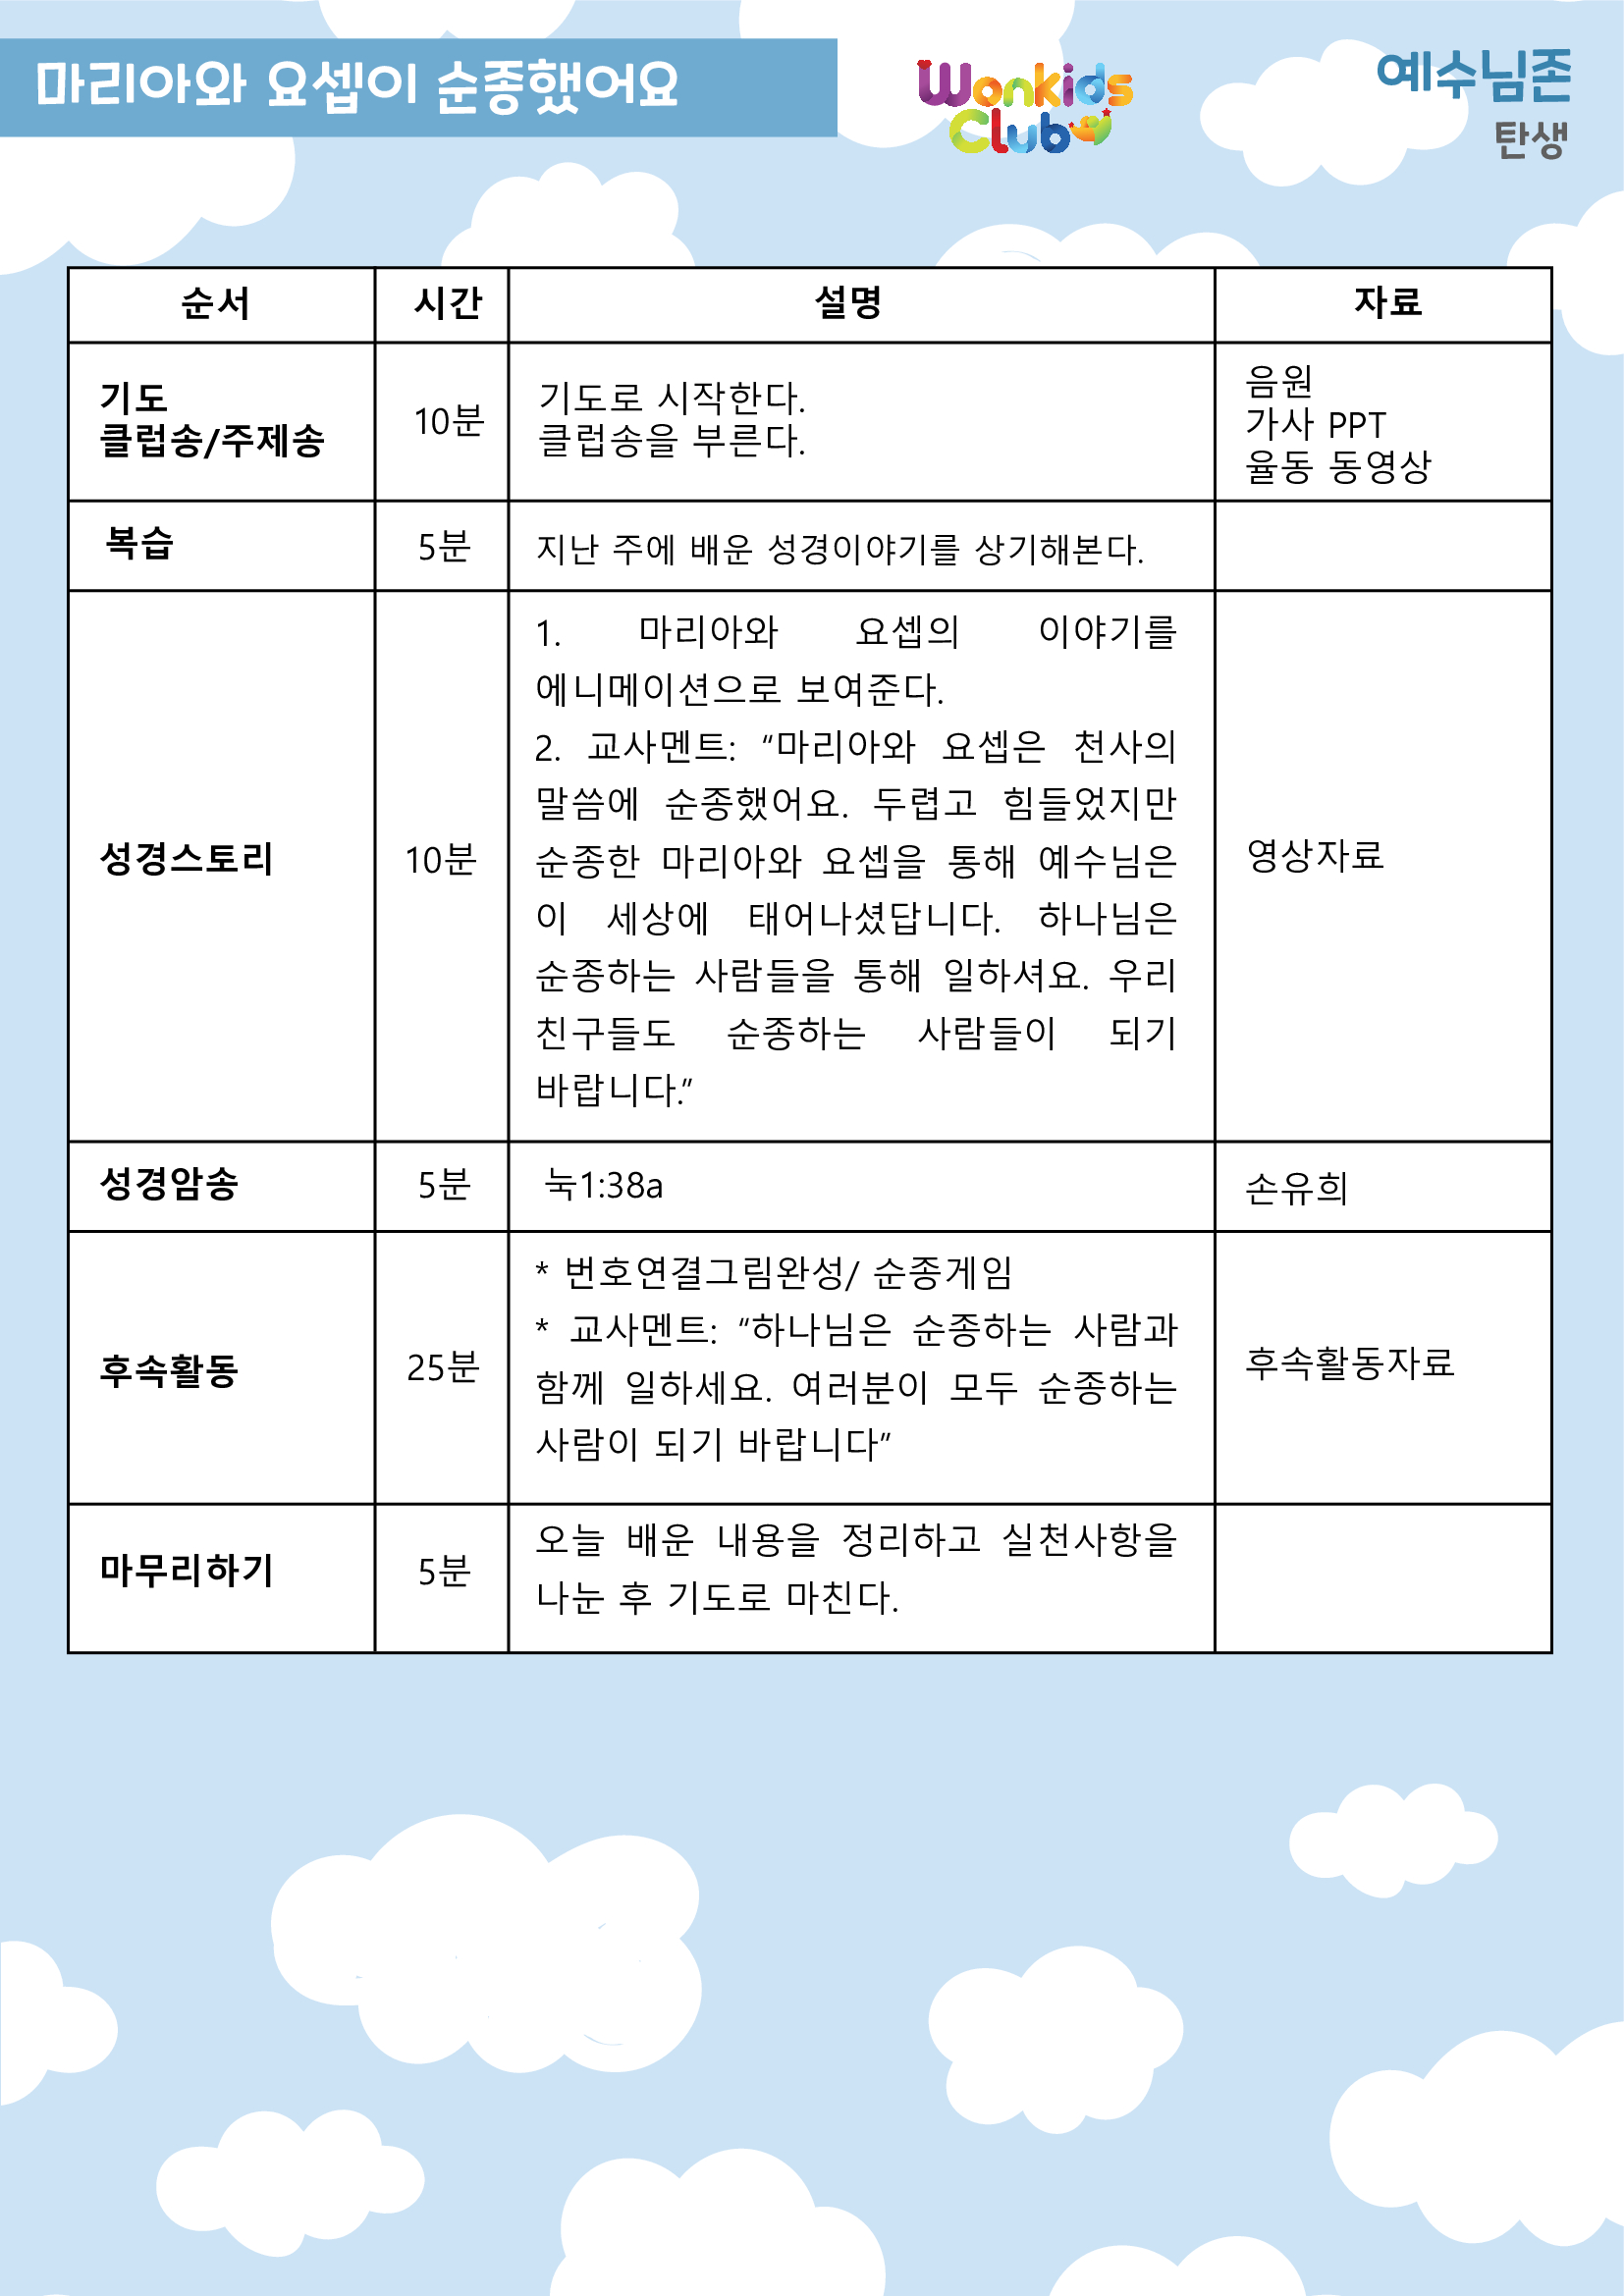 마리아와 요셉이 순종했어요
Wonkids
Club
예수님존
탄생
순서 시간 설명 자료
기도
클럽송/주제송
10분
기도로 시작한다.
클럽송을 부른다.
음원
가사 PPT
율동 동영상
복습
5분
지난 주에 배운 성경이야기를 상기해본다.
성경스토리
10분
1. 마리아와 요셉의 이야기를
에니메이션으로 보여준다.
2. 교사멘트: “마리아와 요셉은 천사의
말씀에 순종했어요. 두렵고 힘들었지만
순종한 마리아와 요셉을 통해 예수님은
이 세상에 태어나셨답니다. 하나님은
순종하는 사람들을 통해 일하셔요. 우리
친구들도 순종하는 사람들이 되기
바랍니다.”
영상자료
성경암송
5분
눅1:38a
손유희
후속활동
25분
* 번호연결그림완성/ 순종게임
* 교사멘트: “하나님은 순종하는 사람과
함께 일하세요. 여러분이 모두 순종하는
사람이 되기 바랍니다”
후속활동자료
마무리하기
5분
오늘 배운 내용을 정리하고 실천사항을
나눈 후 기도로 마친다.